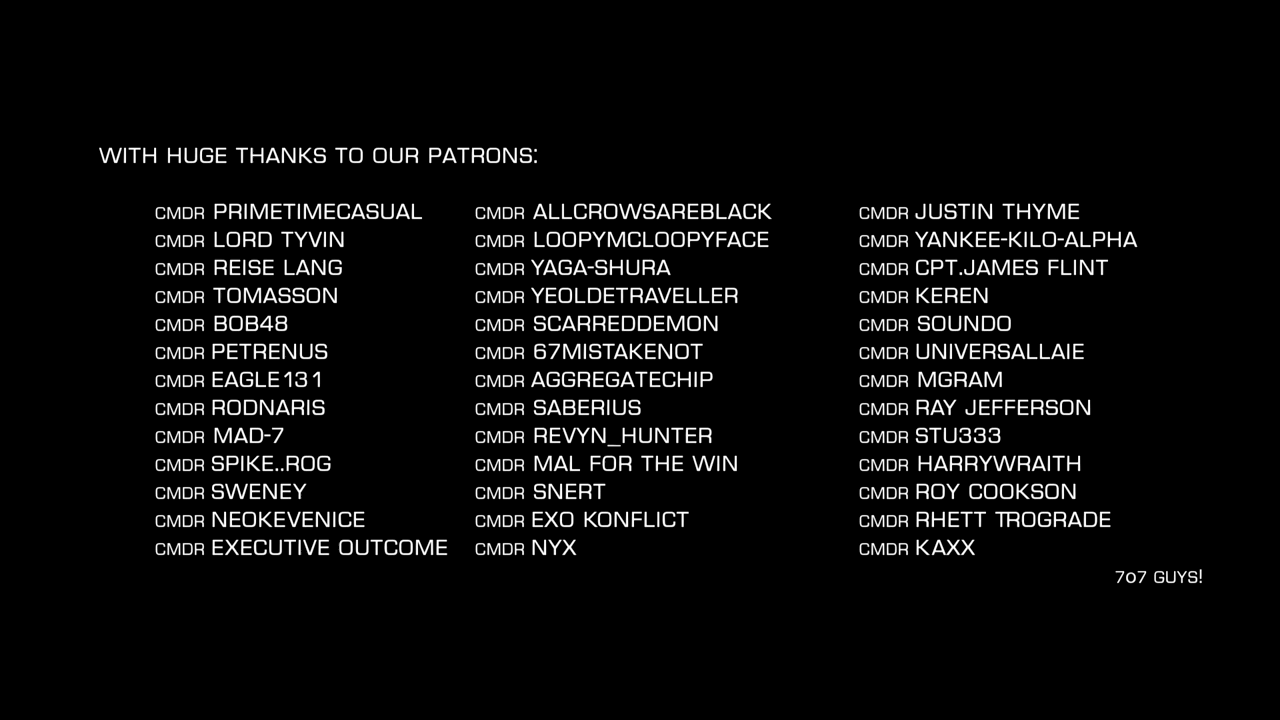 WITH HUGE THANKS TO OUR PATRONS:
CMDR PRIMETIMECASUAL
CMDR LORD TYVIN
CMDR REISE LANG
CMDR TOMASSON
CMDR BOB48
CMDR PETRENUS
CMDR EAGLE131
CMDR RODNARIS
CMDR MAD-7
CMDR SPIKE..ROG
CMDR SWENEY
CMDR NEOKEVENICE
CMDR EXECUTIVE OUTCOME
CMDR ALLCROWSAREBLACK
CMDR LOOPYMCLOOPYFACE
CMDR YAGA-SHURA
CMDR YEOLDETRAVELLER
CMDR SCARREDDEMON
CMDR 67MISTAKENOT
CMDR AGGREGATECHIP
CMDR SABERIUS
CMDR REVYN_HUNTER
CMDR MAL FOR THE WIN
CMDR SNERT
CMDR EXO KONFLICT
CMDR NYX
CMDR JUSTIN THYME
CMDR YANKEE-KILO-ALPHA
CMDR CPT.JAMES FLINT
CMDR KEREN
CMDR SOUNDO
CMDR UNIVERSALLAIE
CMDR MGRAM
CMDR RAY JEFFERSON
CMDR STU333
CMDR HARRYWRAITH
CMDR ROY COOKSON
CMDR RHETT TROGRADE
CMDR KAXX
7o7 GUYS!